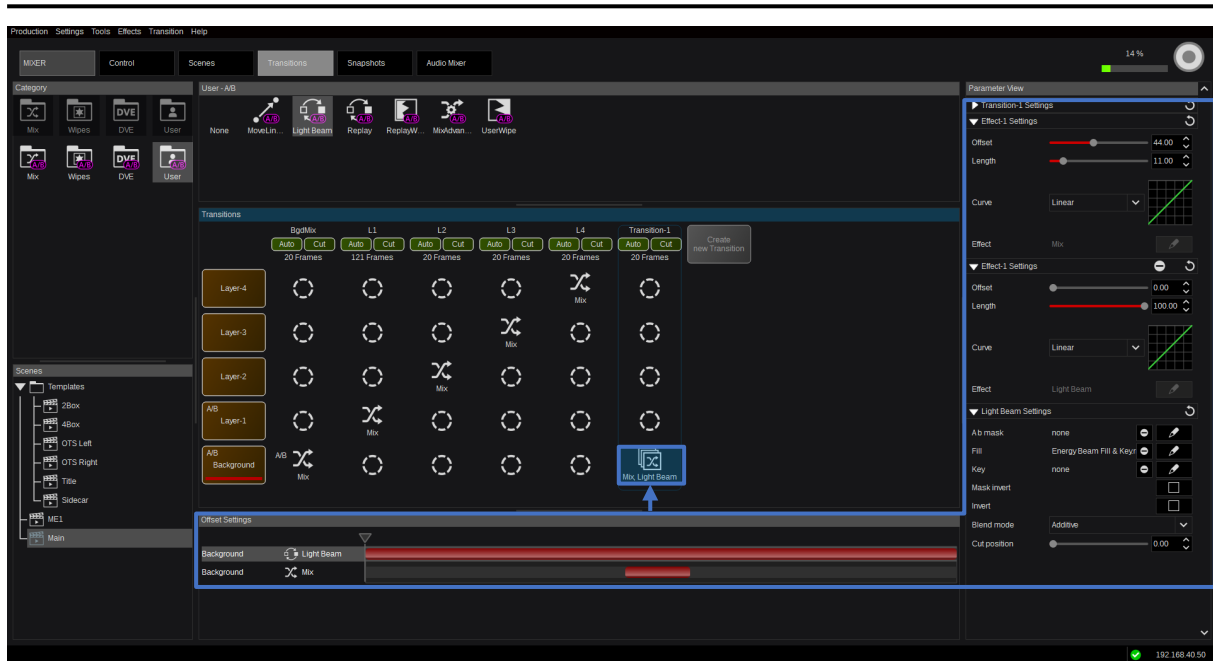 Production Settings Tools Effects Transition Help
MIXER Control Scenes Transitions Snapshots Audio Mixer 14 %
Category User - A/B Parameter View
Mix Wipes DVE User
DVE
A/B A/B A/B A/B
Mix Wipes DVE User
DVE
A/B A/B A/B A/B A/B A/B
None MoveLin... Light Beam Replay ReplayW... MixAdvan... UserWipe
Transitions
BgdMix L1 L2 L3 L4 Transition-1
Auto Cut Auto Cut Auto Cut Auto Cut Auto Cut Auto Cut
20 Frames 121 Frames 20 Frames 20 Frames 20 Frames 20 Frames
Create
new Transition
Layer-4
Mix
Layer-3
Mix
Layer-2
Mix
A/B
Layer-1
Mix
A/B
Background
A/B
Mix
Mix, Light Beam
Scenes
Templates
2Box
4Box
OTS Left
OTS Right
Title
Sidecar
ME1
Main
Offset Settings
Background Light Beam
Background Mix
Transition-1 Settings
Effect-1 Settings
Offset 44.00
Length 11.00
Curve Linear
Effect Mix
Effect-1 Settings
Offset 0.00
Length 100.00
Curve Linear
Effect Light Beam
Light Beam Settings
Ab mask none
Fill Energy Beam Fill & Key.r
Key none
Mask invert
Invert
Blend mode Additive
Cut position 0.00
192.168.40.50